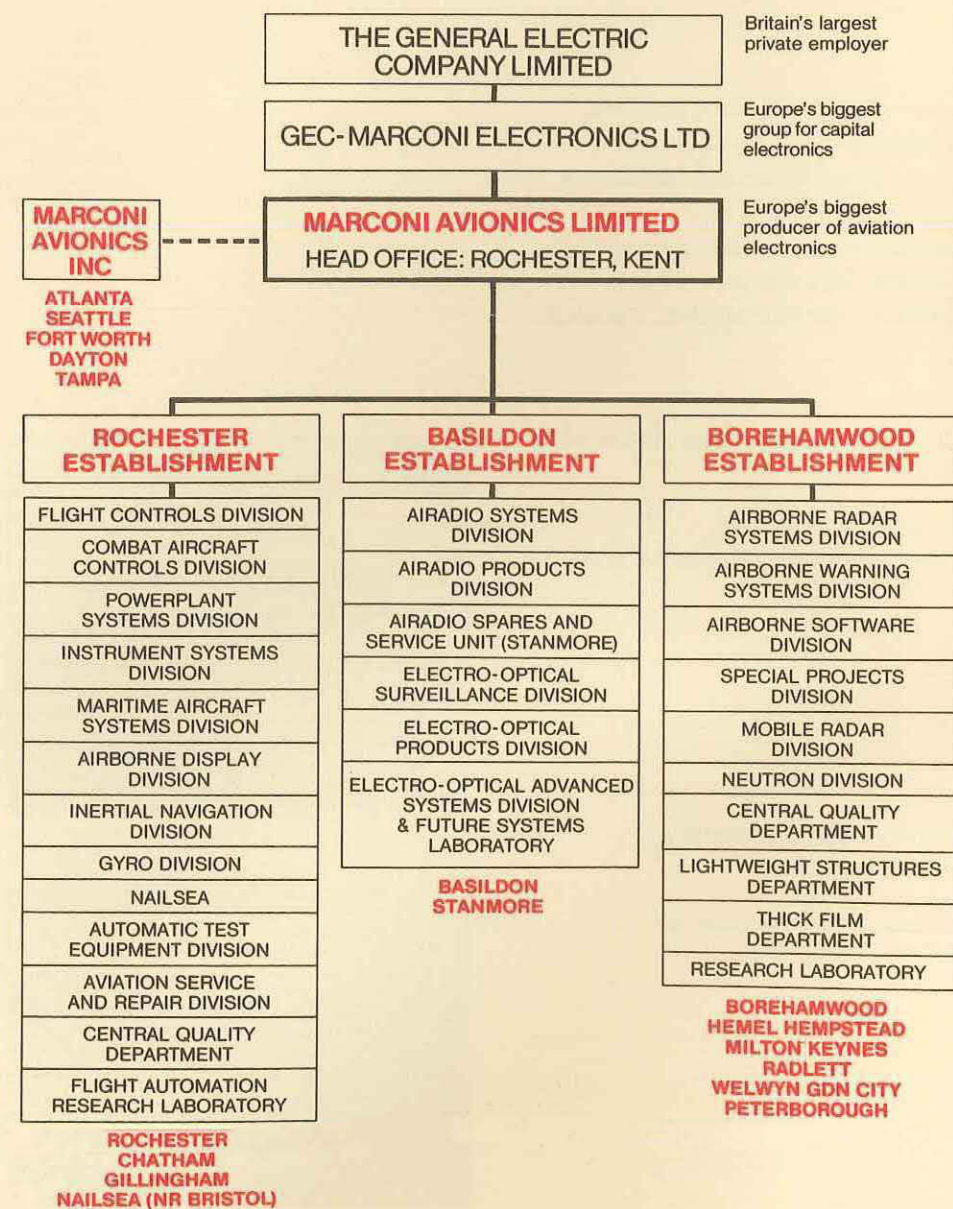 THE GENERAL ELECTRIC
COMPANY LIMITED
Britain's largest
private employer
GEC-MARCONI ELECTRONICS LTD
Europe's biggest
group for capital
electronics
MARCONI
AVIONICS
INC
MARCONI AVIONICS LIMITED
HEAD OFFICE: ROCHESTER, KENT
Europe's biggest
producer of aviation
electronics
ATLANTA
SEATTLE
FORT WORTH
DAYTON
TAMPA
ROCHESTER
ESTABLISHMENT
FLIGHT CONTROLS DIVISION
COMBAT AIRCRAFT
CONTROLS DIVISION
POWERPLANT
SYSTEMS DIVISION
INSTRUMENT SYSTEMS
DIVISION
MARITIME AIRCRAFT
SYSTEMS DIVISION
AIRBORNE DISPLAY
DIVISION
INERTIAL NAVIGATION
DIVISION
GYRO DIVISION
NAILSEA
AUTOMATIC TEST
EQUIPMENT DIVISION
AVIATION SERVICE
AND REPAIR DIVISION
CENTRAL QUALITY
DEPARTMENT
FLIGHT AUTOMATION
RESEARCH LABORATORY
ROCHESTER
CHATHAM
GILLINGHAM
NAILSEA (NR BRISTOL)
BASILDON
ESTABLISHMENT
AIRADIO SYSTEMS
DIVISION
AIRADIO PRODUCTS
DIVISION
AIRADIO SPARES AND
SERVICE UNIT (STANMORE)
ELECTRO-OPTICAL
SURVEILLANCE DIVISION
ELECTRO-OPTICAL
PRODUCTS DIVISION
ELECTRO-OPTICAL ADVANCED
SYSTEMS DIVISION
& FUTURE SYSTEMS
LABORATORY
BASILDON
STANMORE
BOREHAMWOOD
ESTABLISHMENT
AIRBORNE RADAR
SYSTEMS DIVISION
AIRBORNE WARNING
SYSTEMS DIVISION
AIRBORNE SOFTWARE
DIVISION
SPECIAL PROJECTS
DIVISION
MOBILE RADAR
DIVISION
NEUTRON DIVISION
CENTRAL QUALITY
DEPARTMENT
LIGHTWEIGHT STRUCTURES
DEPARTMENT
THICK FILM
DEPARTMENT
RESEARCH LABORATORY
BOREHAMWOOD
HEMEL HEMPSTEAD
MILTON KEYNES
RADLETT
WELWYN GDN CITY
PETERBOROUGH